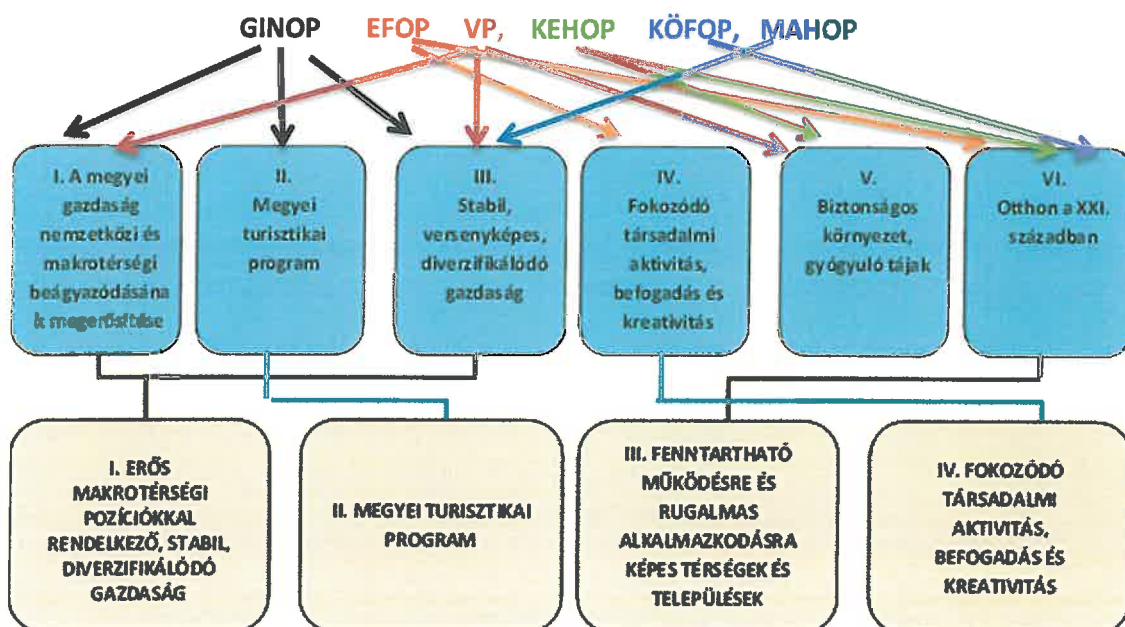 GINOP EFOP VP, KEHOP KÖFOP, MAHOP
I. A megyei
gazdaság
nemzetközi és
makrotérségi
beágyazódásána
k megerősítése
II.
Megyei
turisztikai
program
III.
Stabil,
versenyképes,
diverzifikálódó
gazdaság
IV.
Fokozódó
társadalmi
aktivitás,
befogadás és
kreativitás
V.
Biztonságos
környezet,
gyógyuló tájak
VI.
Otthon a XXI.
században
I. ERŐS
MAKROTÉRSÉGI
POZÍCIÓKKAL
RENDELKEZŐ, STABIL,
DIVERZIFIKÁLÓDÓ
GAZDASÁG
II. MEGYEI TURISZTIKAI
PROGRAM
III. FENNTARTHATÓ
MŰKÖDÉSRE ÉS
RUGALMAS
ALKALMAZKODÁSRA
KÉPES TÉRSÉGEK ÉS
TELEPÜLÉSEK
IV. FOKOZÓDÓ
TÁRSADALMI
AKTIVITÁS,
BEFOGADÁS ÉS
KREATIVITÁS